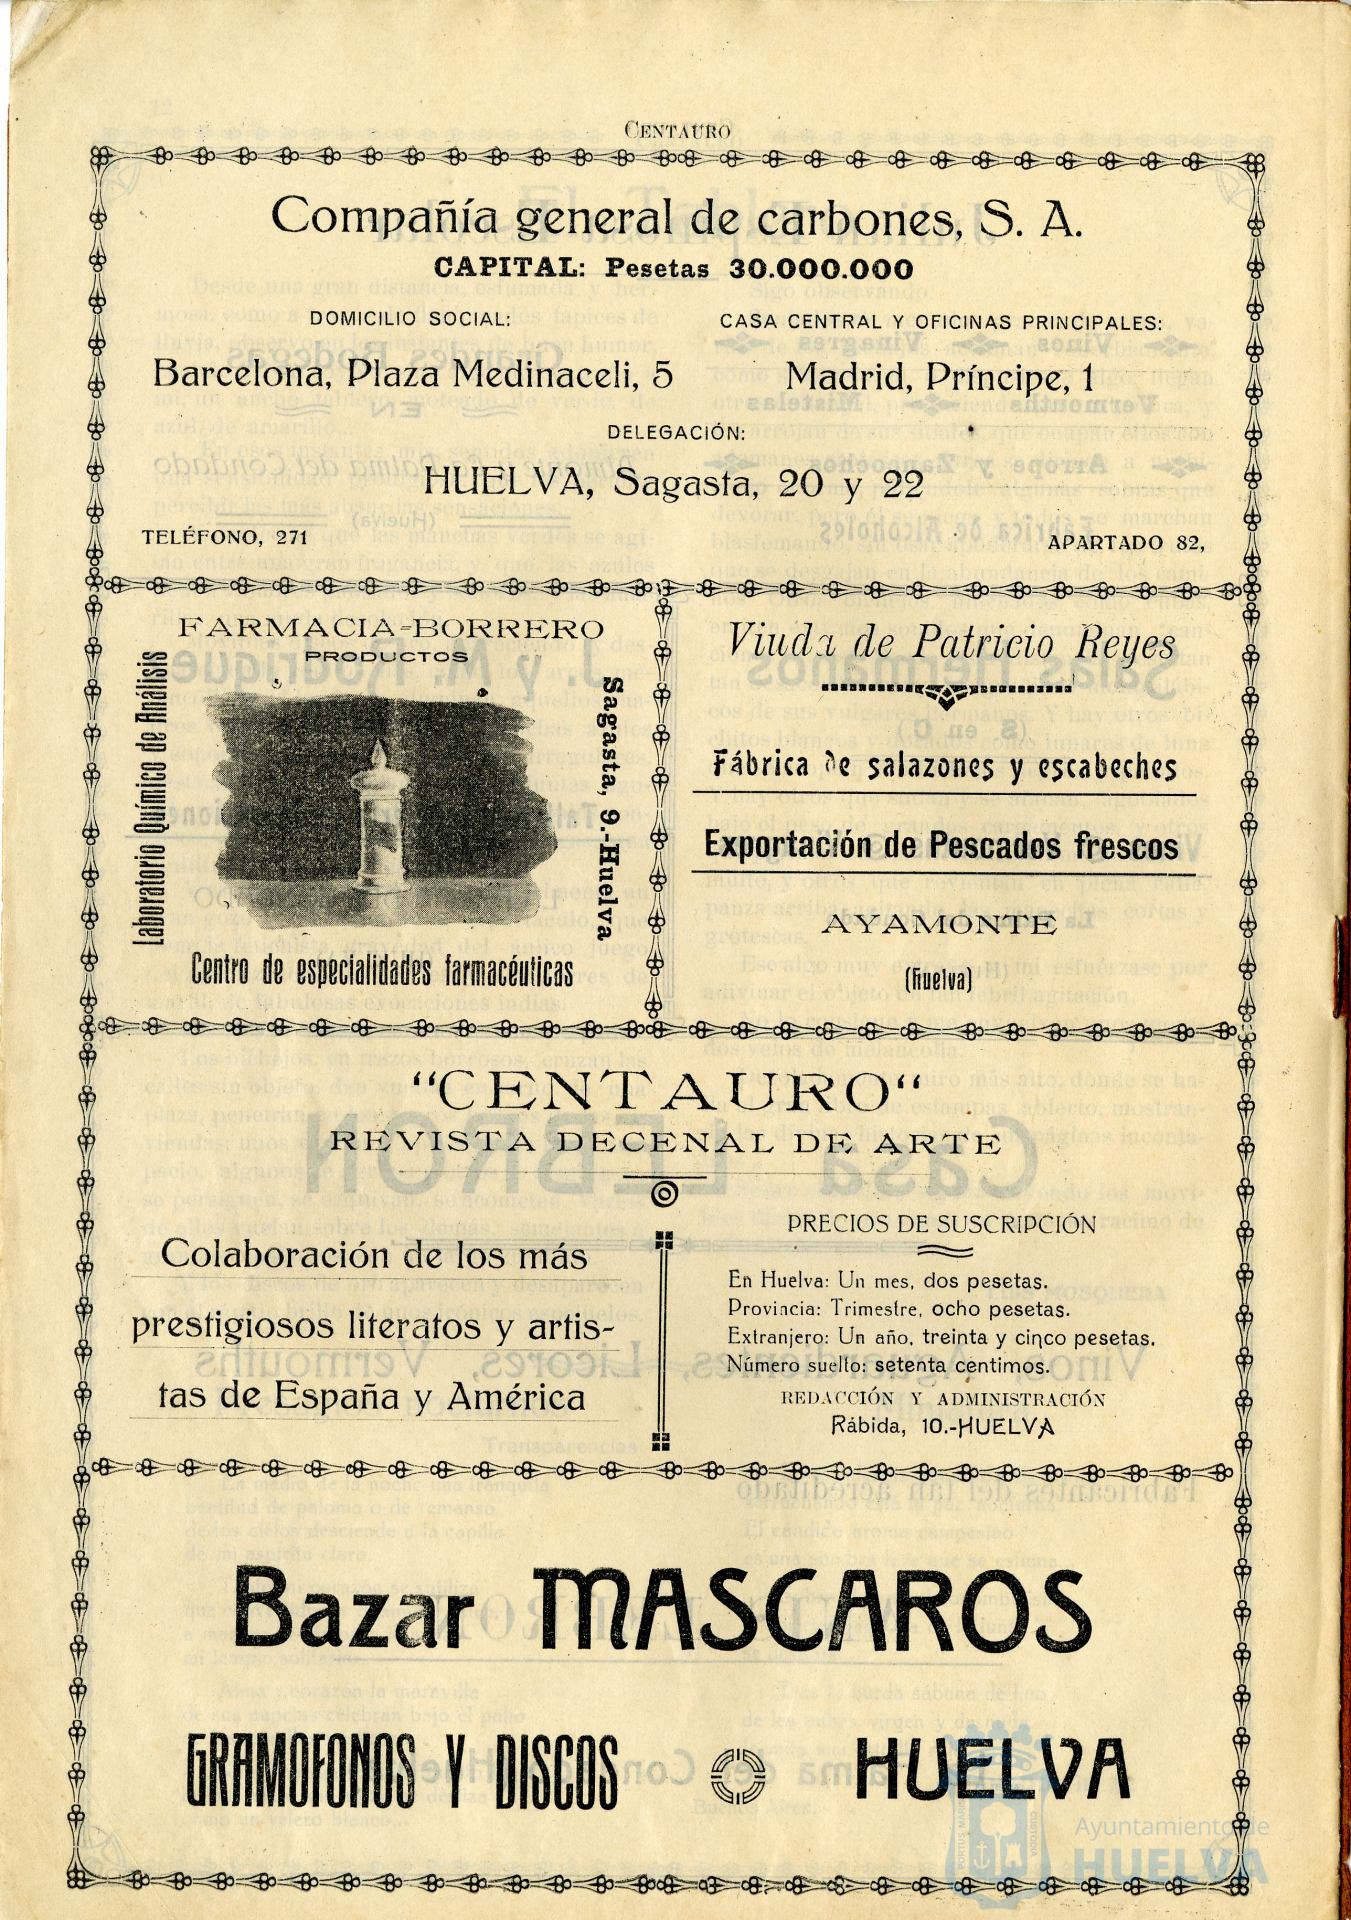 CENTAURO
Compañía general de carbones, S. A.
CAPITAL: Pesetas 30.000.000
DOMICILIO SOCIAL:
Barcelona, Plaza Medinaceli, 5
CASA CENTRAL Y OFICINAS PRINCIPALES:
Madrid, Príncipe, 1
DELEGACIÓN:
HUELVA, Sagasta, 20 y 22
TELÉFONO, 271
APARTADO 82,
FARMACIA-BORRERO
PRODUCTOS
Laboratorio Químico de Análisis
Sagasta, 9.-Huelva
Centro de especialidades farmacéuticas
Viuda de Patricio Reyes
Fábrica de salazones y escabeches
Exportación de Pescados frescos
AYAMONTE
(Huelva)
"CENTAURO"
REVISTA DECENAL DE ARTE
Colaboración de los más
prestigiosos literatos y artis-
tas de España y América
PRECIOS DE SUSCRIPCIÓN
En Huelva: Un mes, dos pesetas.
Provincia: Trimestre, ocho pesetas.
Extranjero: Un año, treinta y cinco pesetas.
Número suelto: setenta centimos.
REDACCIÓN Y ADMINISTRACIÓN
Rábida, 10.-HUELVA
Bazar MASCAROS
GRAMOFONOS Y DISCOS
HUELVA
Ayuntamiento de
HUELVA